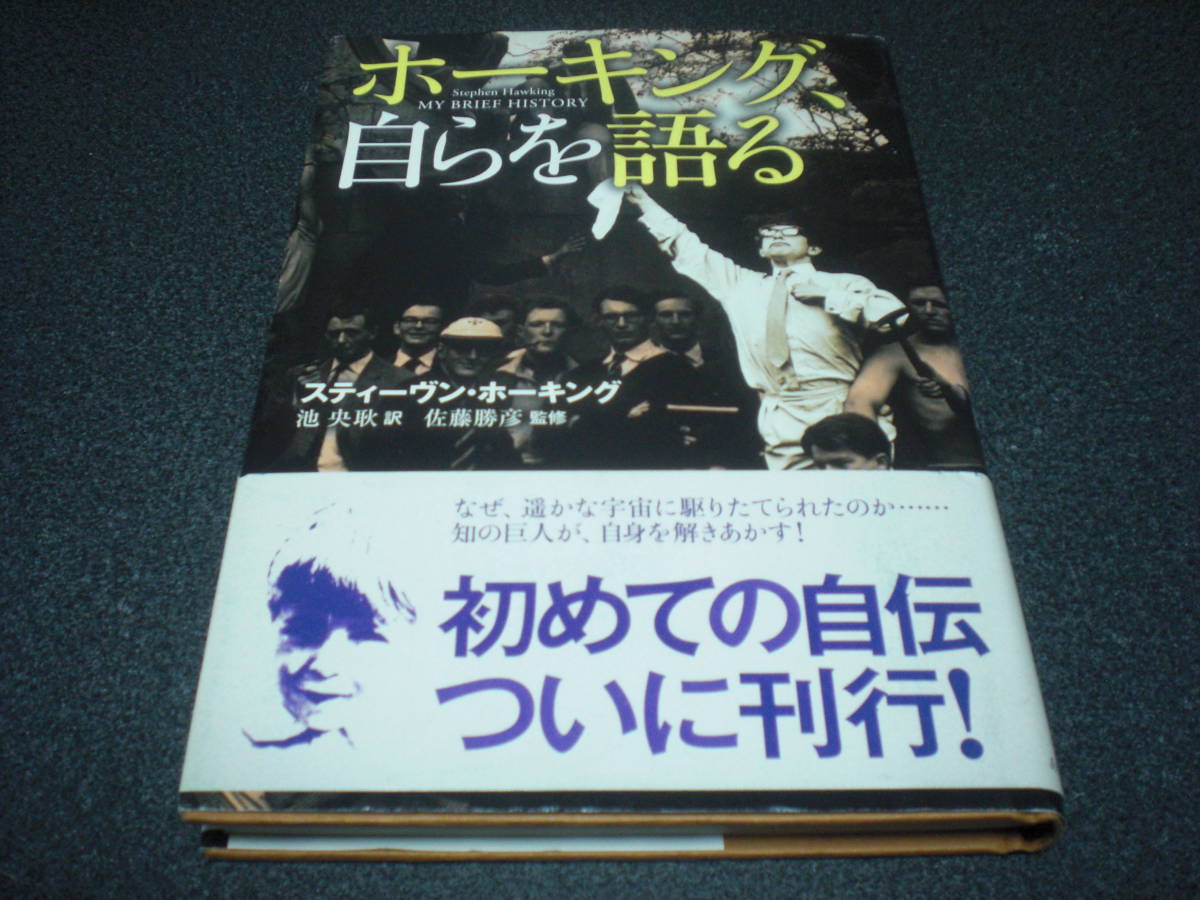 ホーキング、
Stephen Hawking
MY BRIEF HISTORY
自らを語る
スティーヴン・ホーキング
池 央耿 訳 佐藤勝彦 監修
なぜ、遥かな宇宙に駆りたてられたのか……
知の巨人が、自身を解きあかす!
初めての自伝
ついに刊行!